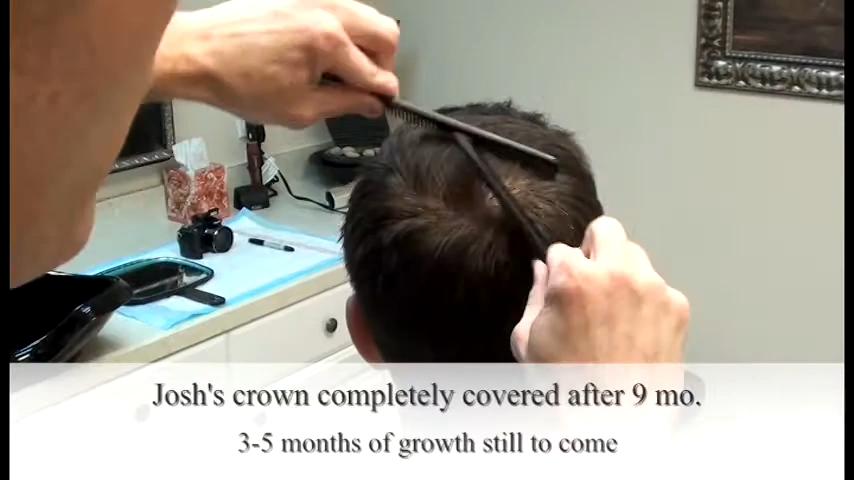 Josh's crown completely covered after 9 mo.
3-5 months of growth still to come